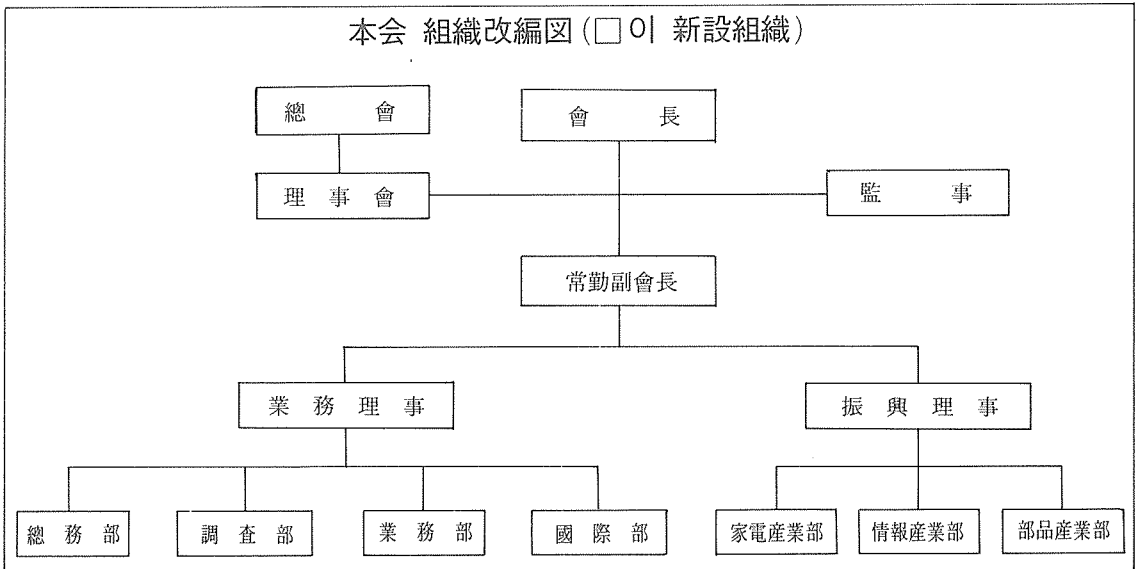 本会 組織改編図(□이 新設組織)
總 會
會 長
理 事 會
監 事
常勤副會長
業 務 理 事
振 興 理 事
總 務 部
調 査 部
業 務 部
國 際 部
家電産業部
情報産業部
部品産業部